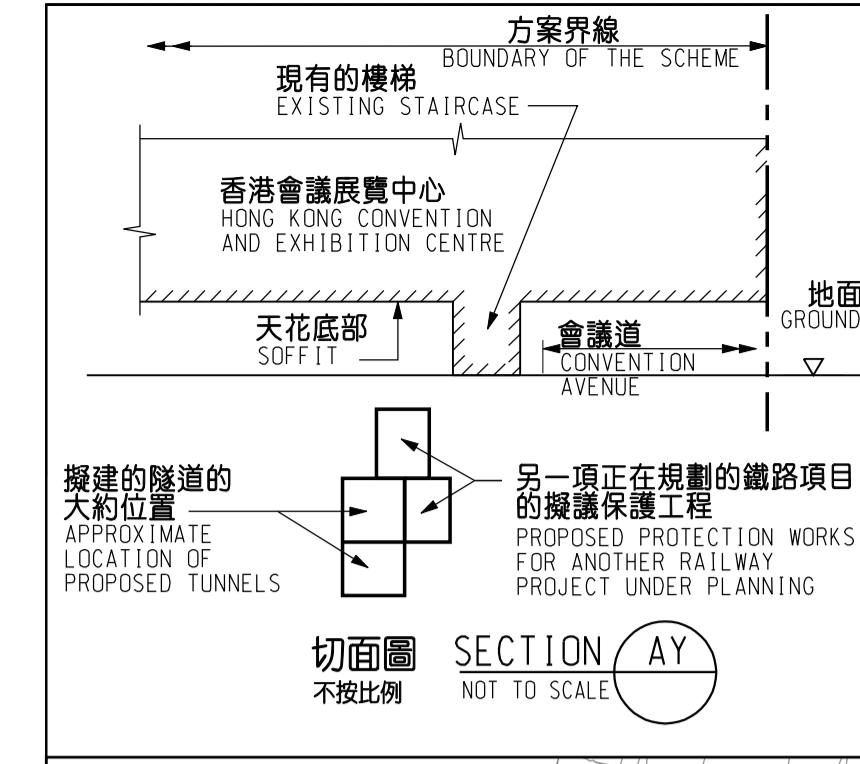 方案界線
BOUNDARY OF THE SCHEME
現有的樓梯
EXISTING STAIRCASE
香港會議展覽中心
HONG KONG CONVENTION
AND EXHIBITION CENTRE
天花底部
SOFFIT
會議道
CONVENTION
AVENUE
地面
GROUND
擬建的隧道的
大約位置
APPROXIMATE
LOCATION OF
PROPOSED TUNNELS
另一項正在規劃的鐵路項目
的擬議保護工程
PROPOSED PROTECTION WORKS
FOR ANOTHER RAILWAY
PROJECT UNDER PLANNING
切面圖 SECTION AY
不按比例 NOT TO SCALE